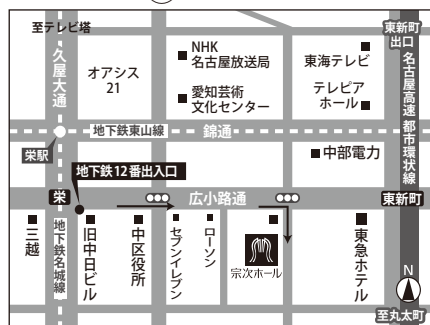 至テレビ塔
東新町
出口
久屋大通
オアシス
21
NHK
名古屋放送局
愛知芸術
文化センター
東海テレビ
テレピア
ホール
名古屋高速 都市環状線
地下鉄東山線
錦通
栄駅
中部電力
地下鉄12番出入口
栄
広小路通
東新町
三越
地下鉄名城線
旧中日ビル
中区役所
セブンイレブン
ローソン
宗次ホール
東急ホテル
N
至丸太町